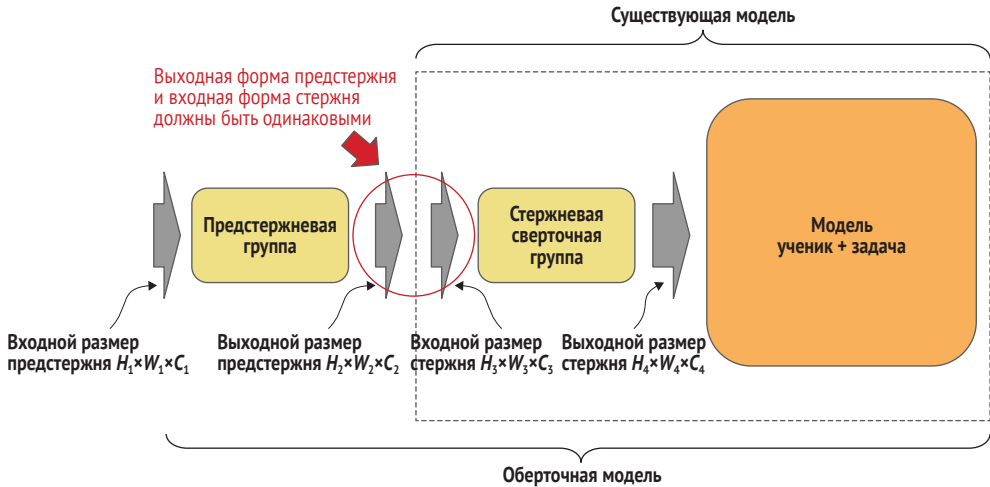 Существующая модель
Выходная форма предстержня
и входная форма стержня
должны быть одинаковыми
Предстержневая
группа
Стержневая
сверточная
группа
Модель
ученик + задача
Входной размер
предстержня H₁×W₁×C₁
Выходной размер
предстержня H₂×W₂×C₂
Входной размер
стержня H₃×W₃×C₃
Выходной размер
стержня H₄×W₄×C₄
Оберточная модель